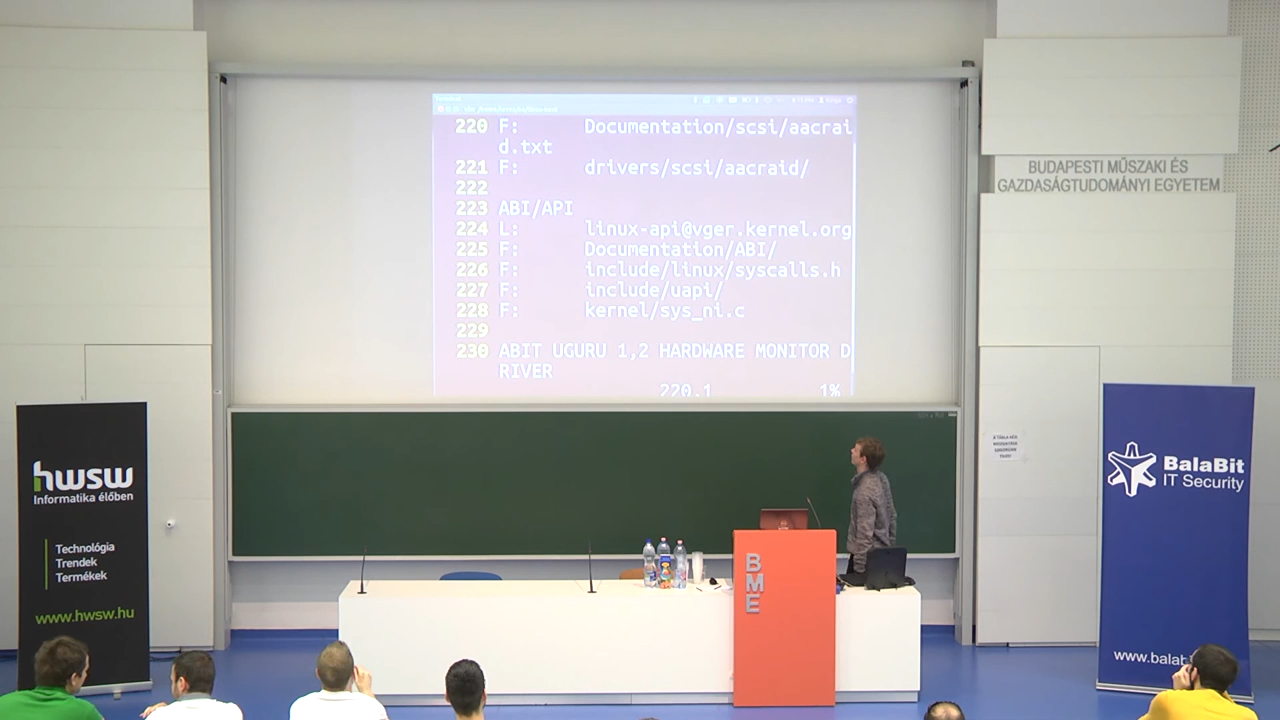 220 F: Documentation/scsi/aacrai
d.txt
221 F: drivers/scsi/aacraid/
222
223 ABI/API
224 L: linux-api@vger.kernel.org
225 F: Documentation/ABI/
226 F: include/linux/syscalls.h
227 F: include/uapi/
228 F: kernel/sys_ni.c
229
230 ABIT UGURU 1,2 HARDWARE MONITOR D
RIVER
220,1 1%
BUDAPESTI MŰSZAKI ÉS
GAZDASÁGTUDOMÁNYI EGYETEM
hwsw
Informatika élőben
Technológia
Trendek
Termékek
www.hwsw.hu
BME
BalaBit
IT Security
www.balab